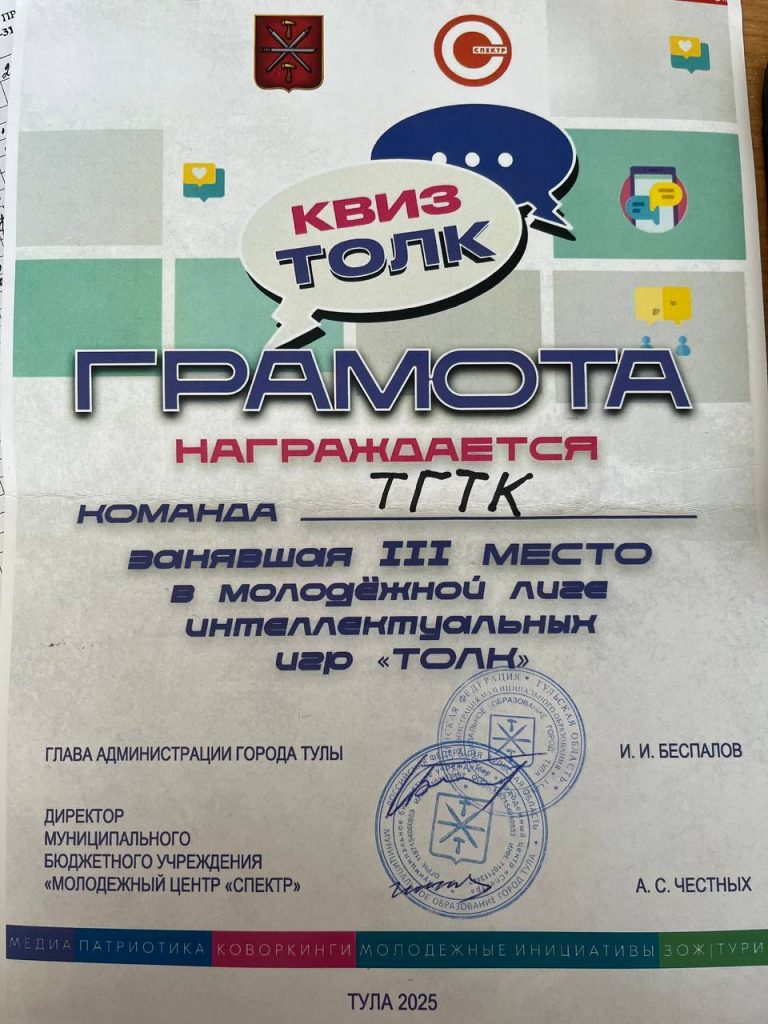 СПЕКТР
КВИЗ
ТОЛК
ГРАМОТА
НАГРАЖДАЕТСЯ
КОМАНДА ТГТК
занявшая III МЕСТО
в молодёжной лиге
интеллектуальных
игр «ТОЛК»
ГЛАВА АДМИНИСТРАЦИИ ГОРОДА ТУЛЫ И. И. БЕСПАЛОВ
ДИРЕКТОР
МУНИЦИПАЛЬНОГО
БЮДЖЕТНОГО УЧРЕЖДЕНИЯ
«МОЛОДЕЖНЫЙ ЦЕНТР «СПЕКТР» А. С. ЧЕСТНЫХ
МЕДИА ПАТРИОТИКА КОВОРКИНГИ МОЛОДЕЖНЫЕ ИНИЦИАТИВЫ ЗОЖ|ТУРИ
ТУЛА 2025